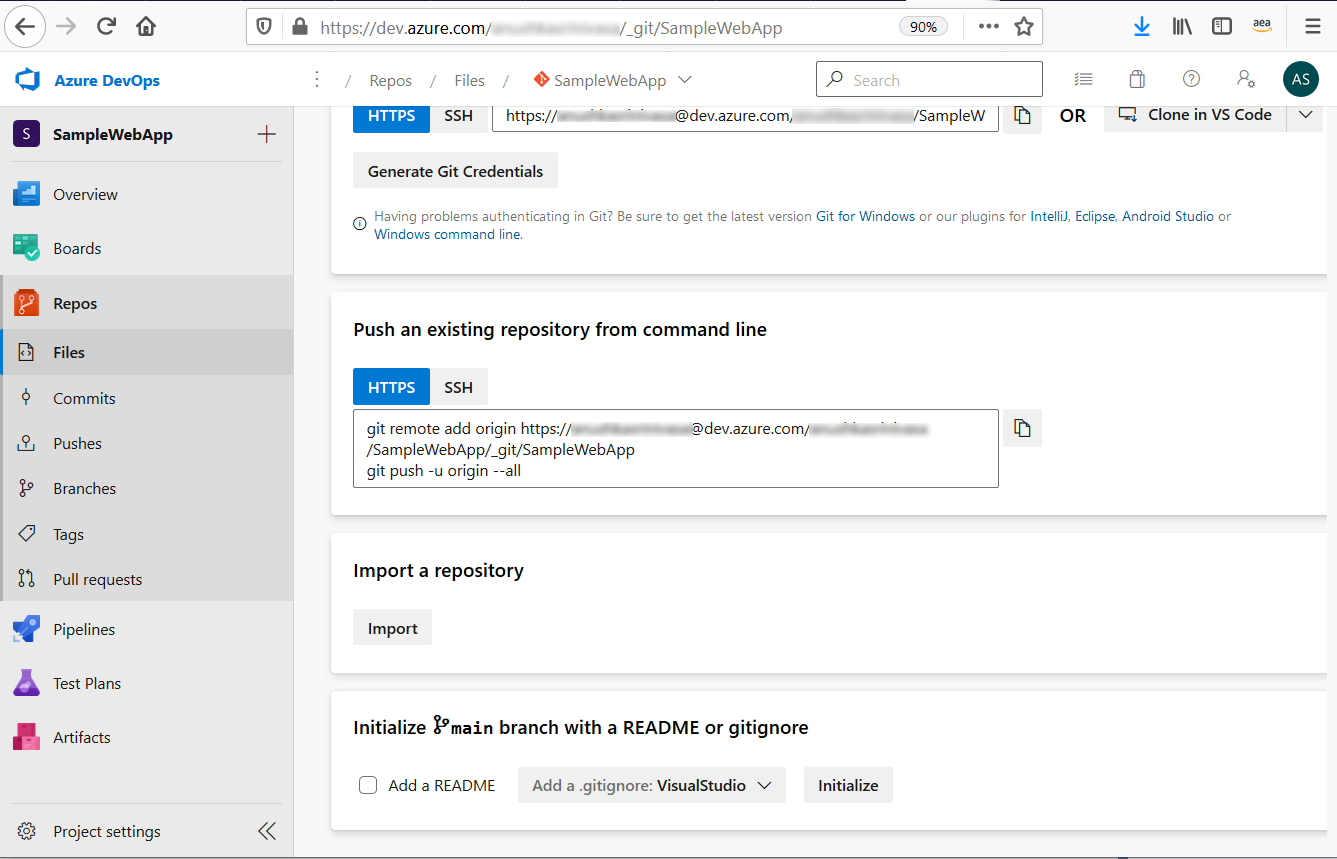 https://dev.azure.com/ /_git/SampleWebApp
90%
aea
Azure DevOps
/ Repos / Files / SampleWebApp
Search
AS
S SampleWebApp
Overview
Boards
Repos
Files
Commits
Pushes
Branches
Tags
Pull requests
Pipelines
Test Plans
Artifacts
Project settings
HTTPS SSH https:// @dev.azure.com/ /SampleW OR Clone in VS Code
Generate Git Credentials
Having problems authenticating in Git? Be sure to get the latest version Git for Windows or our plugins for IntelliJ, Eclipse, Android Studio or
Windows command line.
Push an existing repository from command line
HTTPS SSH
git remote add origin https:// @dev.azure.com/
/SampleWebApp/_git/SampleWebApp
git push -u origin --all
Import a repository
Import
Initialize main branch with a README or gitignore
Add a README Add a .gitignore: VisualStudio Initialize